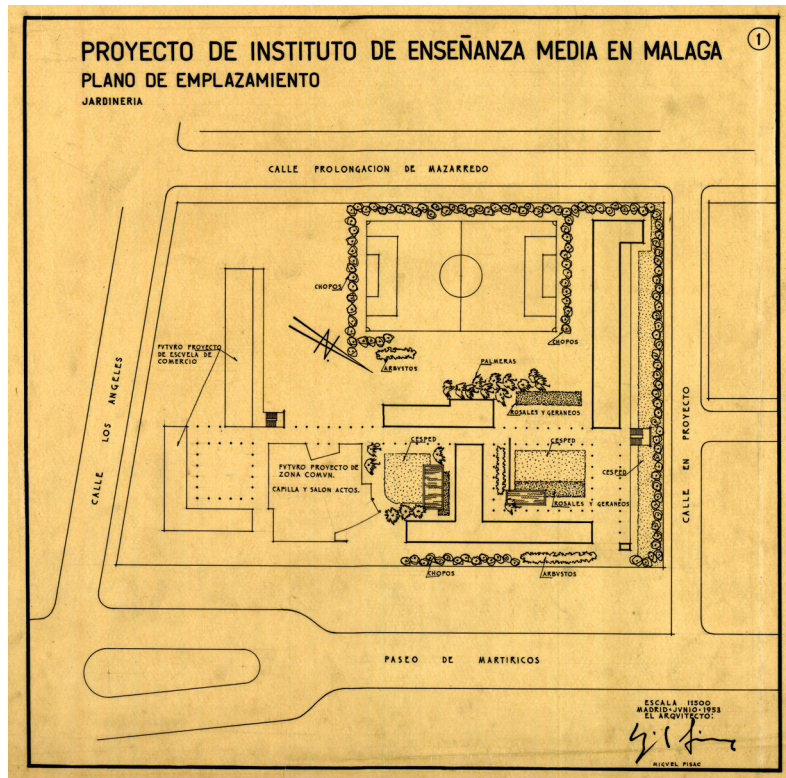 1
PROYECTO DE INSTITUTO DE ENSEÑANZA MEDIA EN MALAGA
PLANO DE EMPLAZAMIENTO
JARDINERIA
CALLE PROLONGACION DE MAZARREDO
CHOPOS
CHOPOS
N
ARBVSTOS
PALMERAS
FVTVRO PROYECTO
DE ESCVELA DE
COMERCIO
CALLE LOS ANGELES
ROSALES Y GERANEOS
CESPED
CESPED
CESPED
FVTVRO PROYECTO DE
ZONA COMVN.
CAPILLA Y SALON ACTOS.
ROSALES Y GERANEOS
CALLE EN PROYECTO
CHOPOS
ARBVSTOS
PASEO DE MARTIRICOS
ESCALA 1:500
MADRID-JVNIO-1953
EL ARQVITECTO:
MIGVEL FISAC